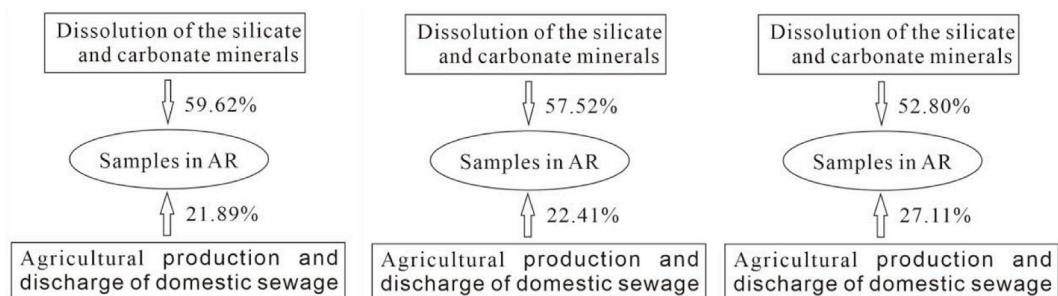 Dissolution of the silicate
and carbonate minerals
59.62%
Samples in AR
21.89%
Agricultural production and
discharge of domestic sewage
Dissolution of the silicate
and carbonate minerals
57.52%
Samples in AR
22.41%
Agricultural production and
discharge of domestic sewage
Dissolution of the silicate
and carbonate minerals
52.80%
Samples in AR
27.11%
Agricultural production and
discharge of domestic sewage